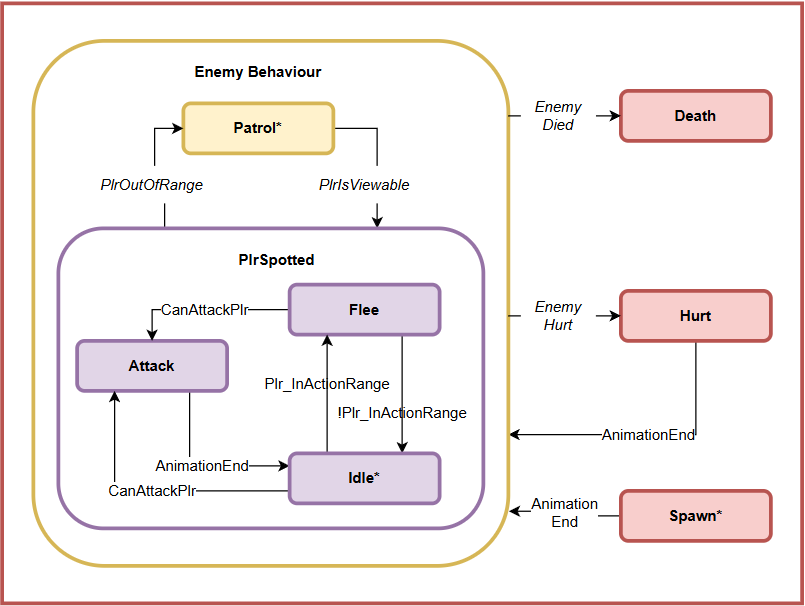 Enemy Behaviour
Patrol*
Enemy
Died
Death
PlrOutOfRange
PlrIsViewable
PlrSpotted
CanAttackPlr
Flee
Enemy
Hurt
Hurt
Attack
Plr_InActionRange
!Plr_InActionRange
AnimationEnd
AnimationEnd
Idle*
CanAttackPlr
Animation
End
Spawn*